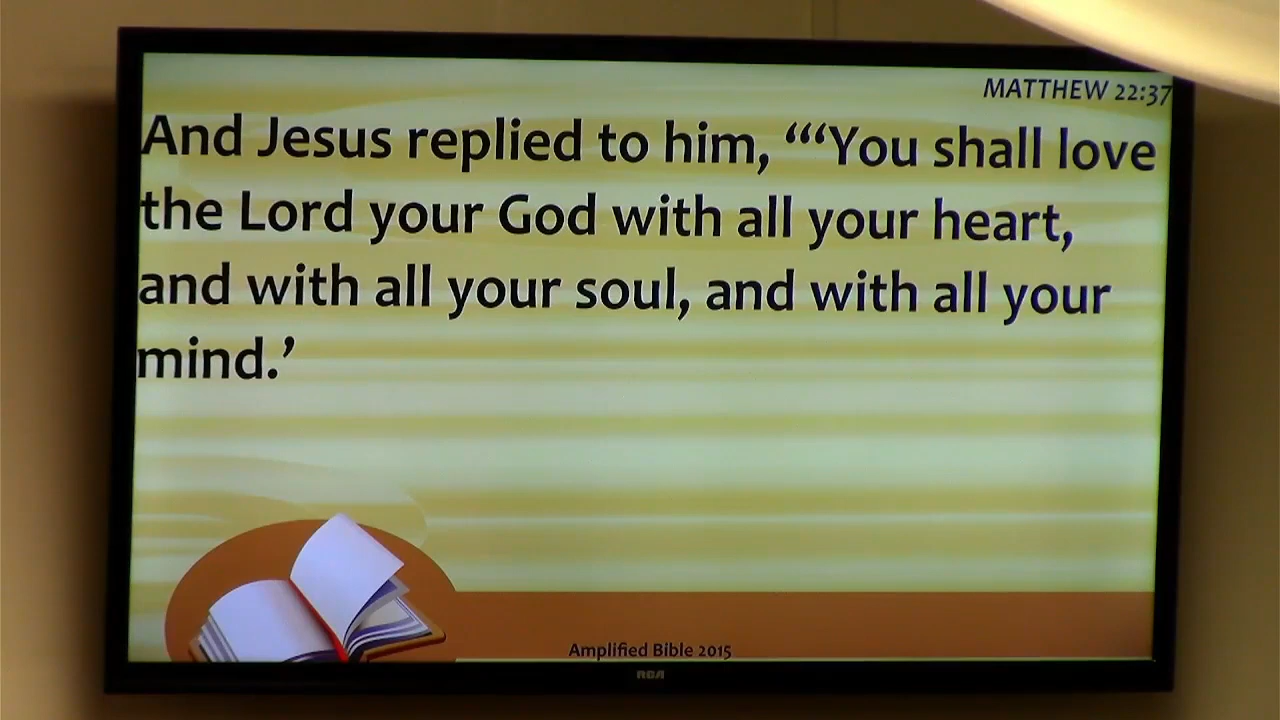 MATTHEW 22:37
And Jesus replied to him, “‘“You shall love
the Lord your God with all your heart,
and with all your soul, and with all your
mind.’
Amplified Bible 2015
RCA